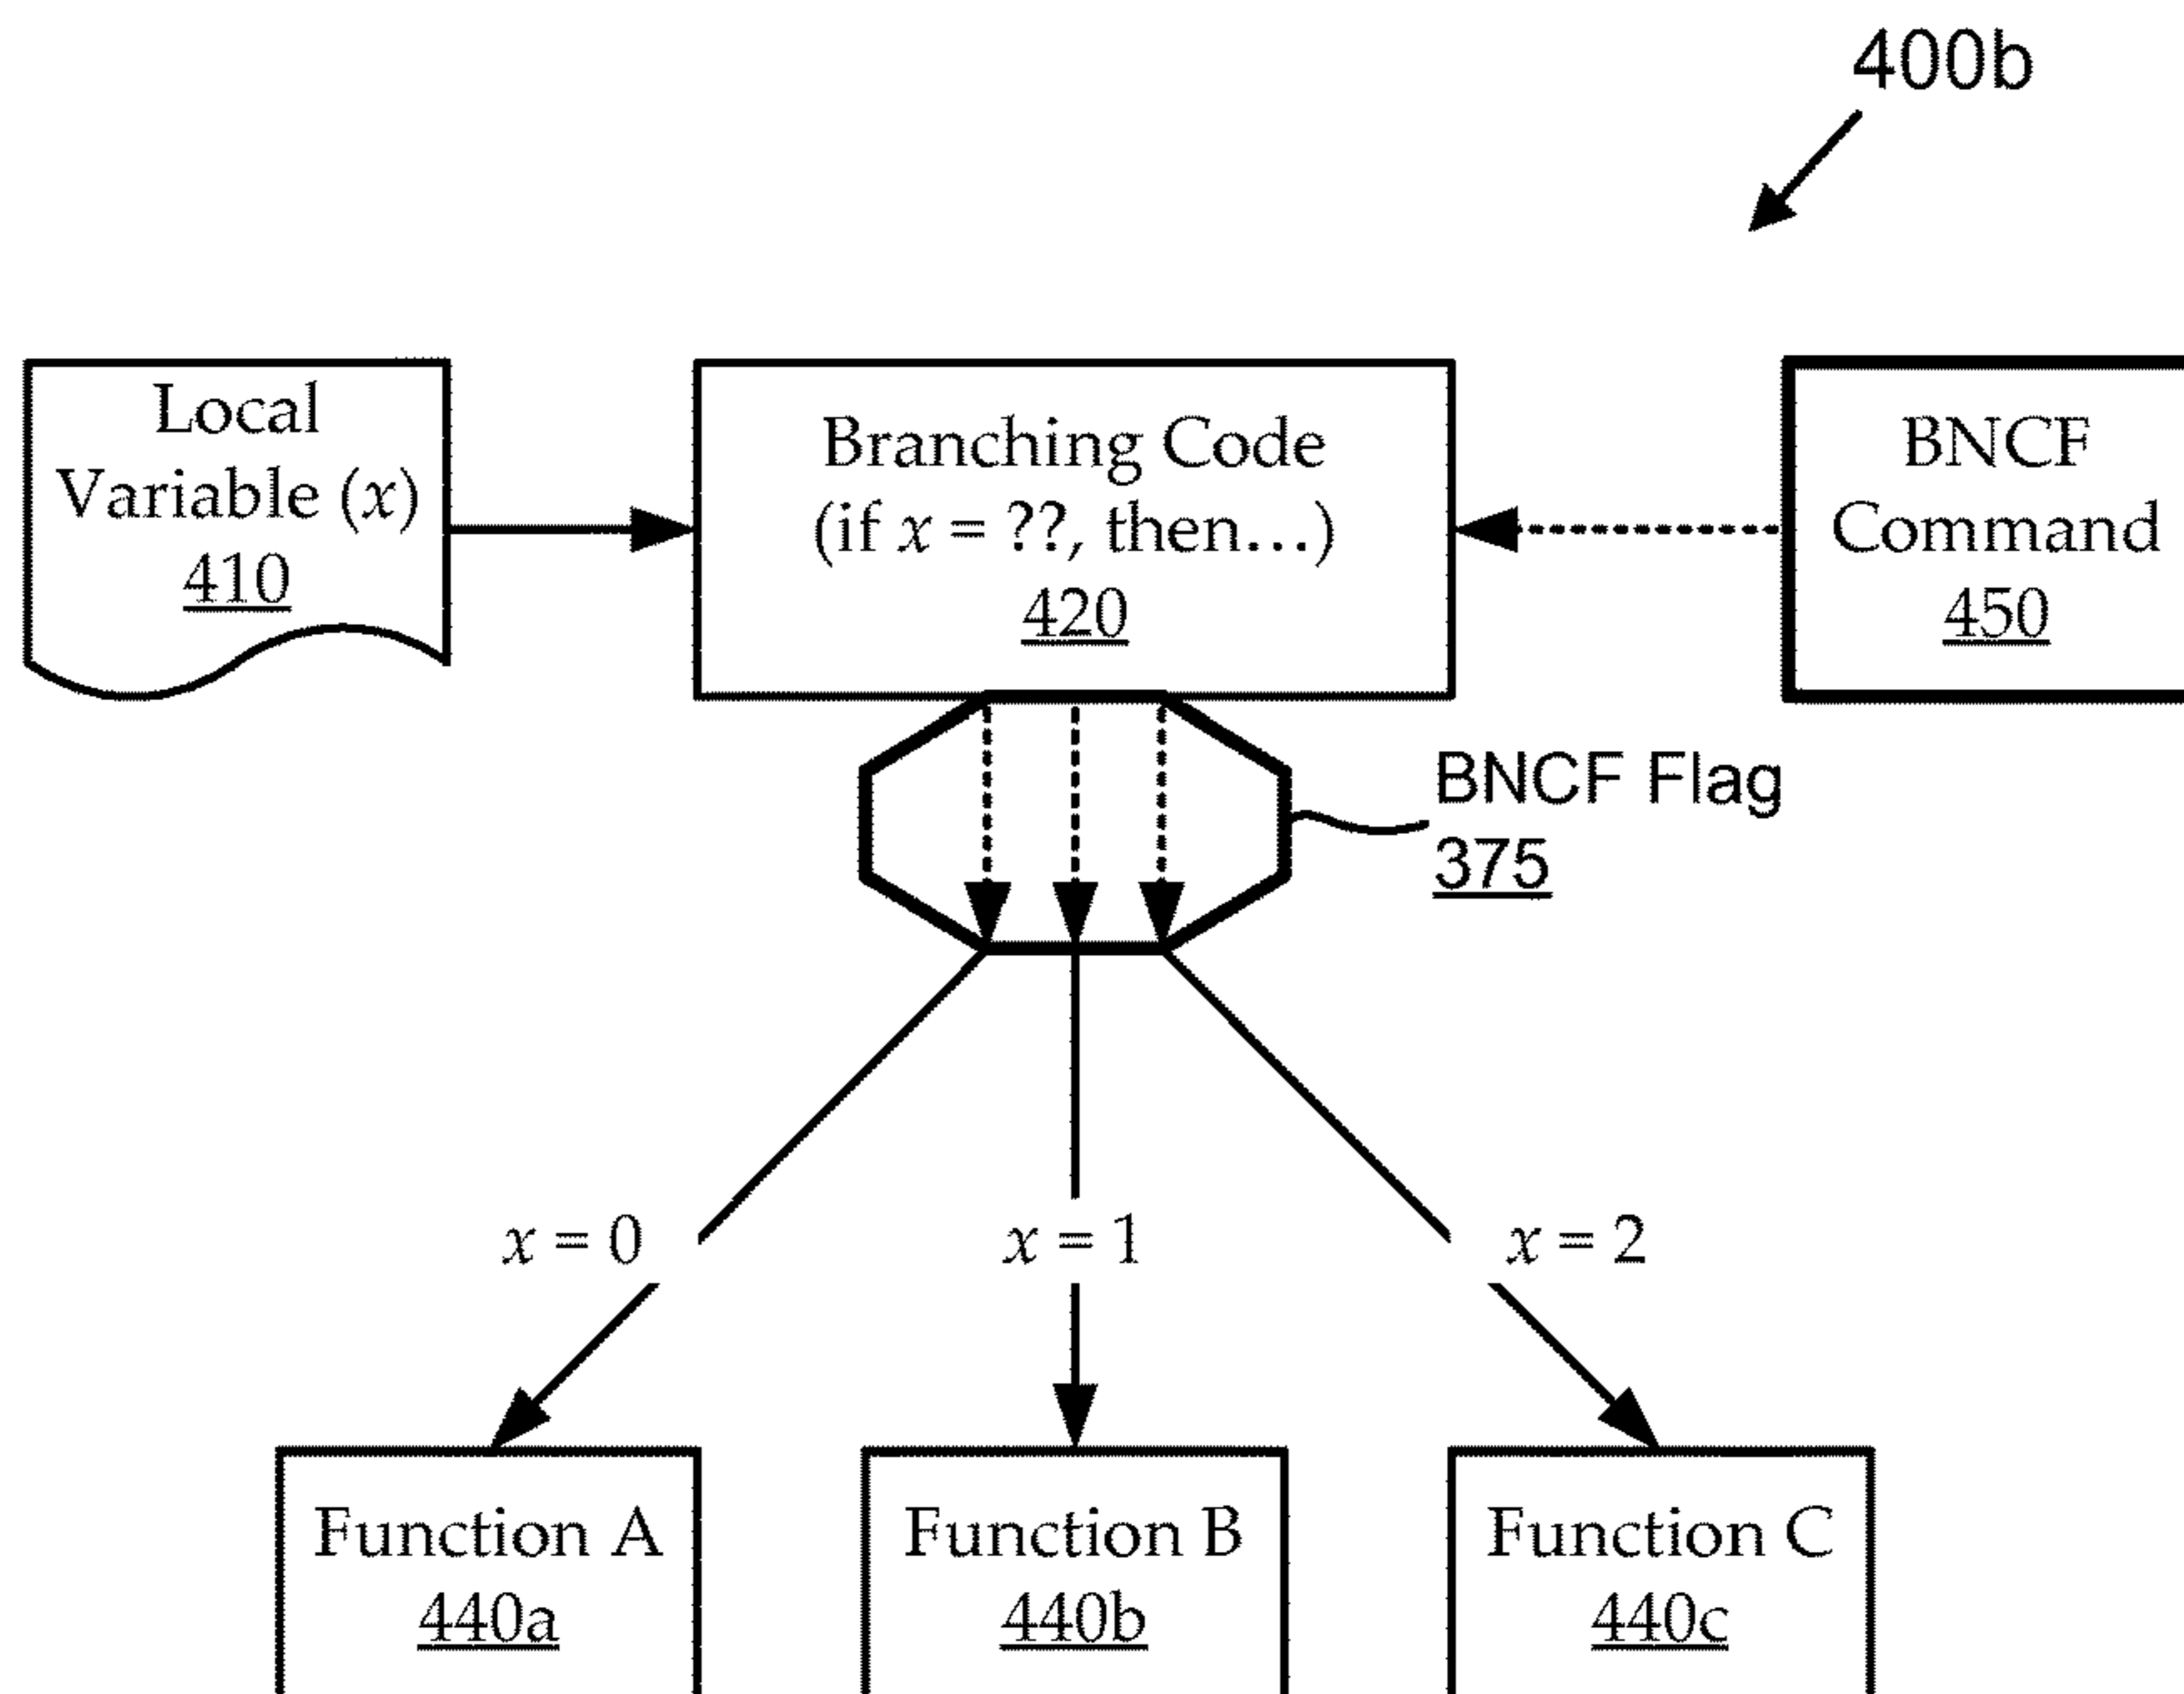 400b
Local
Variable (x)
410
Branching Code
(if x = ??, then…)
420
BNCF
Command
450
BNCF Flag
375
x = 0
x = 1
x = 2
Function A
440a
Function B
440b
Function C
440c